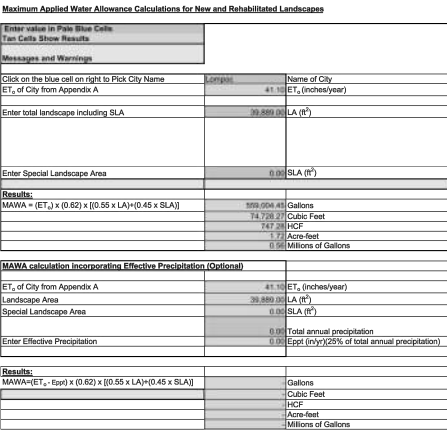 Maximum Applied Water Allowance Calculations for New and Rehabilitated Landscapes
Enter value in Pale Blue Cells
Tan Cells Show Results
Messages and Warnings
Click on the blue cell on right to Pick City Name Lompoc Name of City
ETo of City from Appendix A 41.10 ETo (inches/year)
Enter total landscape including SLA 39,889.00 LA (ft²)
Enter Special Landscape Area 0.00 SLA (ft²)
Results:
MAWA = (ETo) x (0.62) x [(0.55 x LA)+(0.45 x SLA)] 559,004.45 Gallons
74,728.27 Cubic Feet
747.28 HCF
1.72 Acre-feet
0.56 Millions of Gallons
MAWA calculation incorporating Effective Precipitation (Optional)
ETo of City from Appendix A 41.10 ETo (inches/year)
Landscape Area 39,889.00 LA (ft²)
Special Landscape Area 0.00 SLA (ft²)
0.00 Total annual precipitation
Enter Effective Precipitation 0.00 Eppt (in/yr)(25% of total annual precipitation)
Results:
MAWA=(ETo - Eppt) x (0.62) x [(0.55 x LA)+(0.45 x SLA)] - Gallons
- Cubic Feet
- HCF
- Acre-feet
- Millions of Gallons